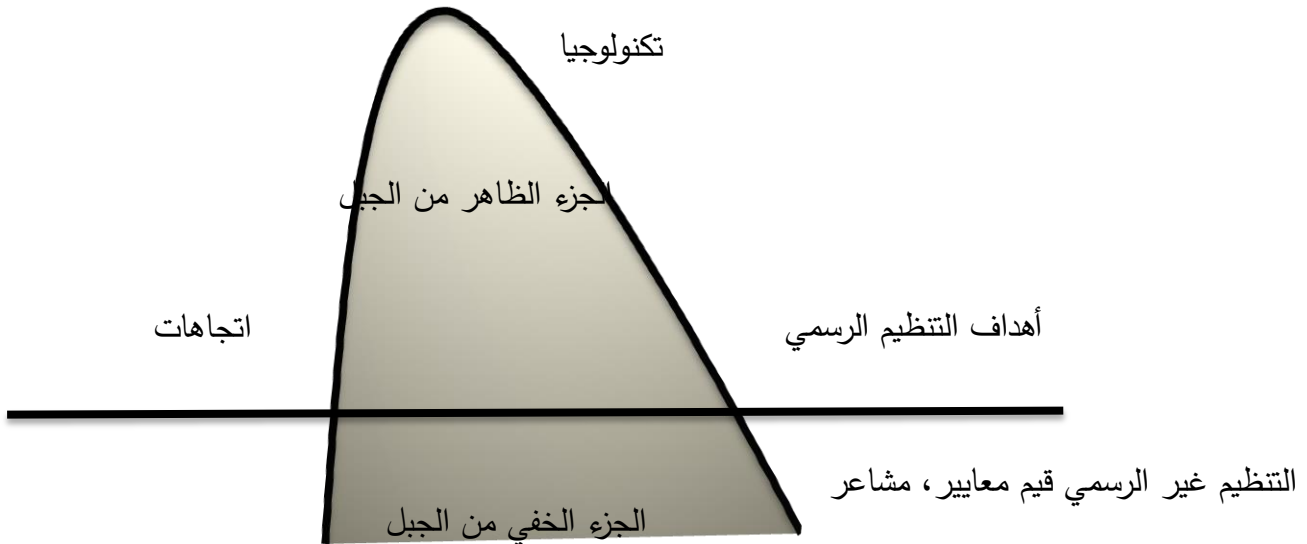 تكنولوجيا
الجزء الظاهر من الجبل
أهداف التنظيم الرسمي
اتجاهات
التنظيم غير الرسمي قيم معايير، مشاعر
الجزء الخفي من الجبل